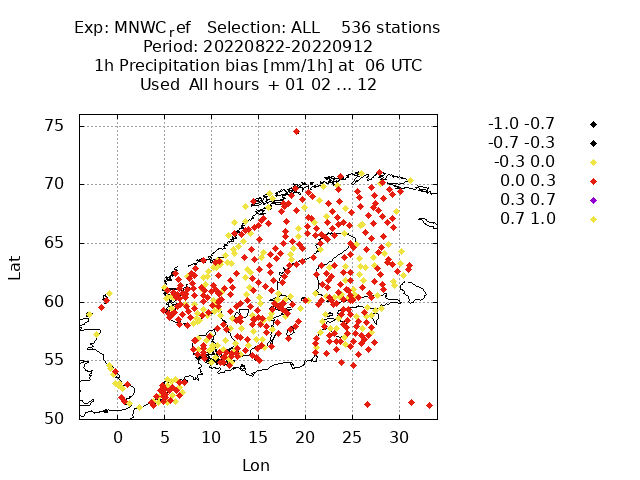 Exp: MNWCref   Selection: ALL    536 stations
Period: 20220822-20220912
1h Precipitation bias [mm/1h] at  06 UTC
Used  All hours  + 01 02 ... 12
-1.0 -0.7
-0.7 -0.3
-0.3 0.0
0.0 0.3
0.3 0.7
0.7 1.0
75
70
65
60
55
50
Lat
0 5 10 15 20 25 30
Lon